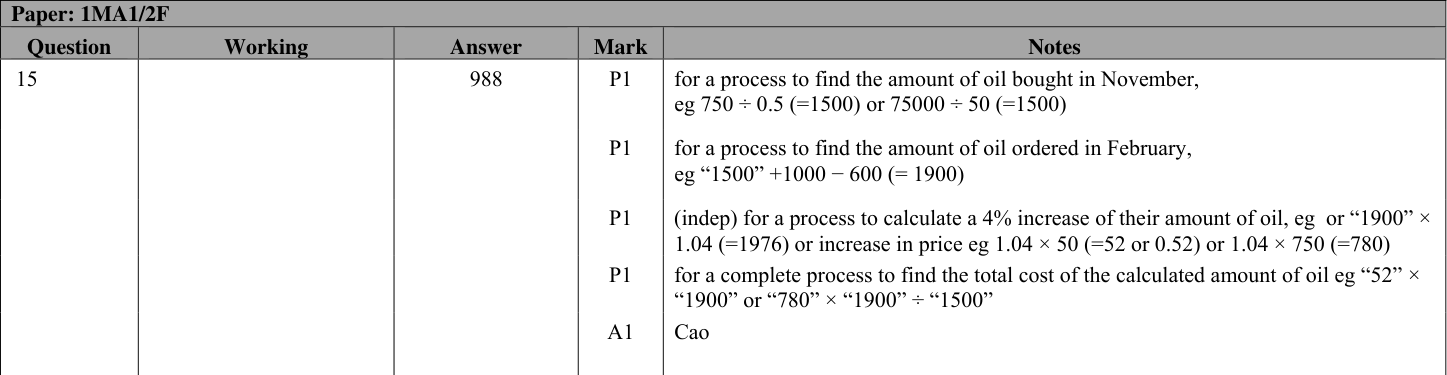 Paper: 1MA1/2F
Question Working Answer Mark Notes
15 988 P1 for a process to find the amount of oil bought in November,
eg 750 ÷ 0.5 (=1500) or 75000 ÷ 50 (=1500)
P1 for a process to find the amount of oil ordered in February,
eg “1500” +1000 − 600 (= 1900)
P1 (indep) for a process to calculate a 4% increase of their amount of oil, eg  or “1900” ×
1.04 (=1976) or increase in price eg 1.04 × 50 (=52 or 0.52) or 1.04 × 750 (=780)
P1 for a complete process to find the total cost of the calculated amount of oil eg “52” ×
“1900” or “780” × “1900” ÷ “1500”
A1 Cao